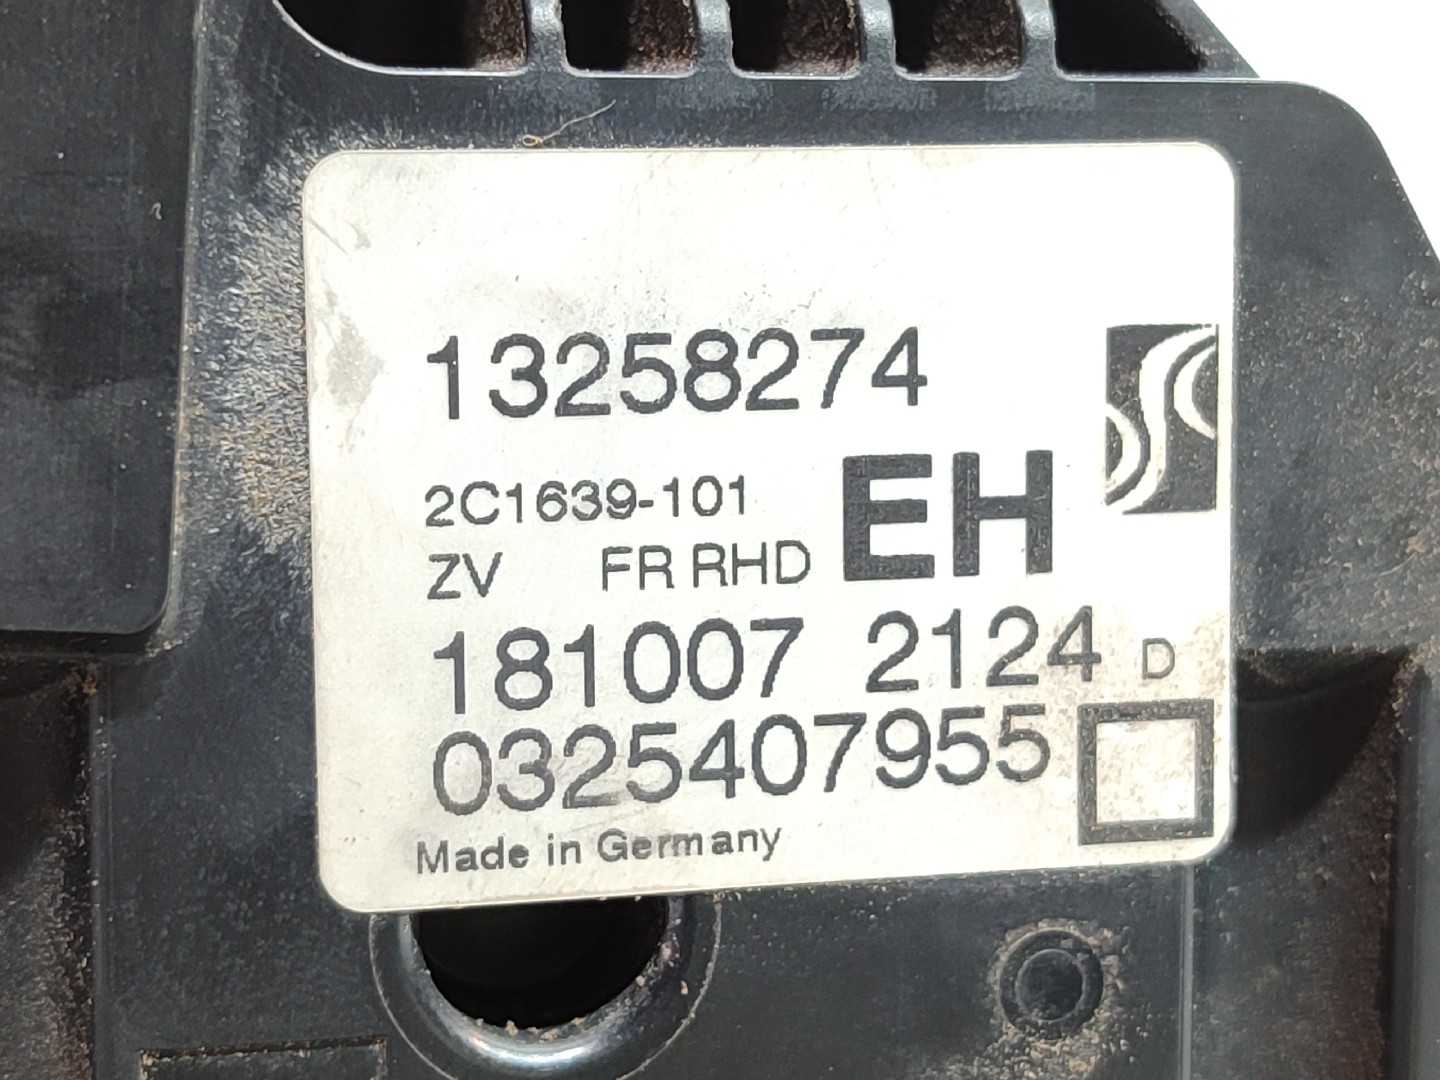 13258274
2C1639-101
EH
ZV FR RHD
181007 2124 D
0325407955
Made in Germany